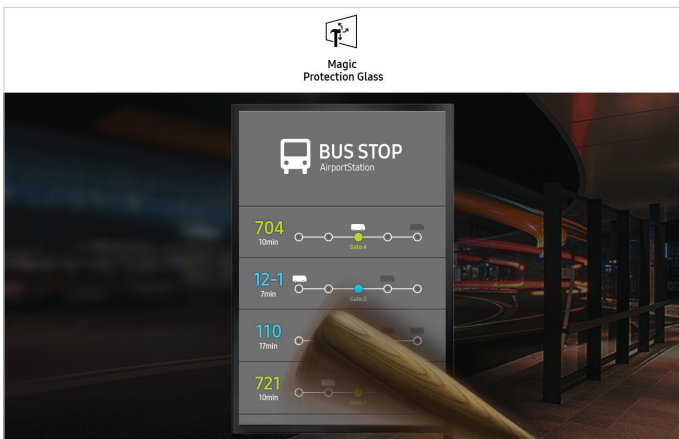 Magic
Protection Glass
BUS STOP
AirportStation
704
10min
Gate 4
12-1
7min
Gate 2
110
17min
721
10min